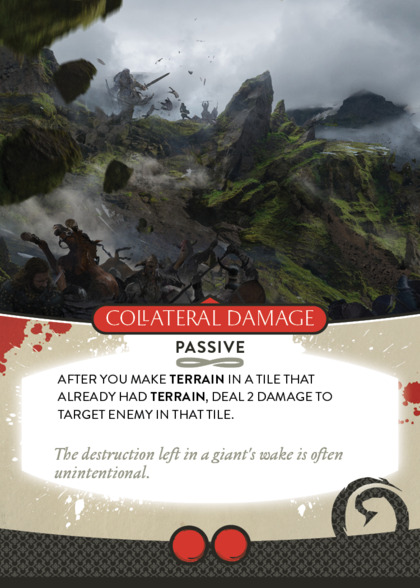 COLLATERAL DAMAGE
PASSIVE
AFTER YOU MAKE TERRAIN IN A TILE THAT
ALREADY HAD TERRAIN, DEAL 2 DAMAGE TO
TARGET ENEMY IN THAT TILE.
The destruction left in a giant's wake is often
unintentional.